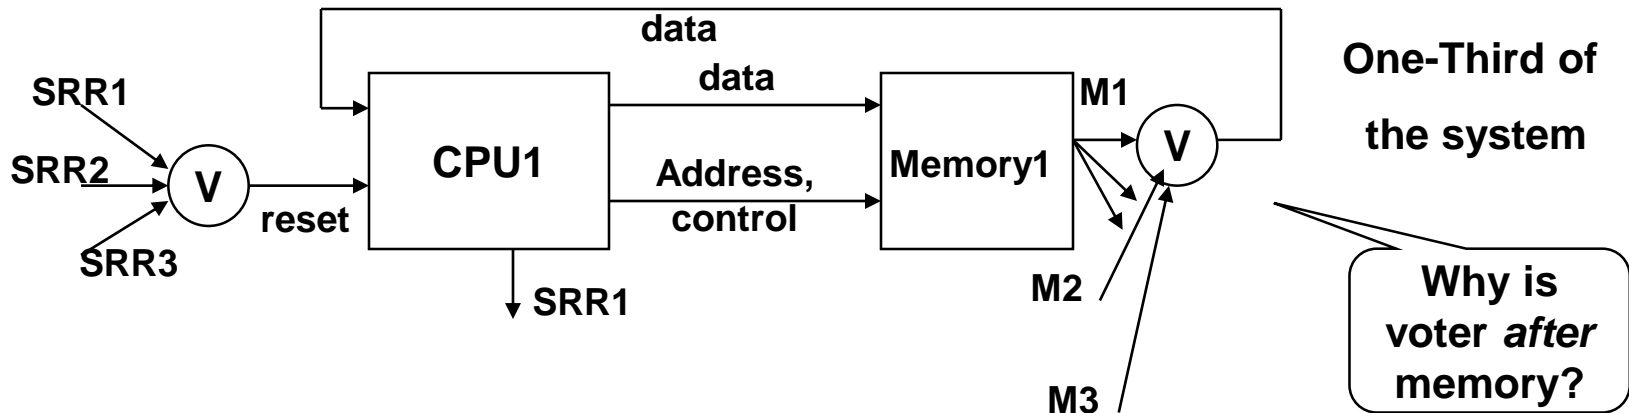 data
data
SRR1
SRR2
SRR3
V
reset
CPU1
Address,
control
SRR1
Memory1
M1
V
M2
M3
One-Third of
the system
Why is
voter after
memory?